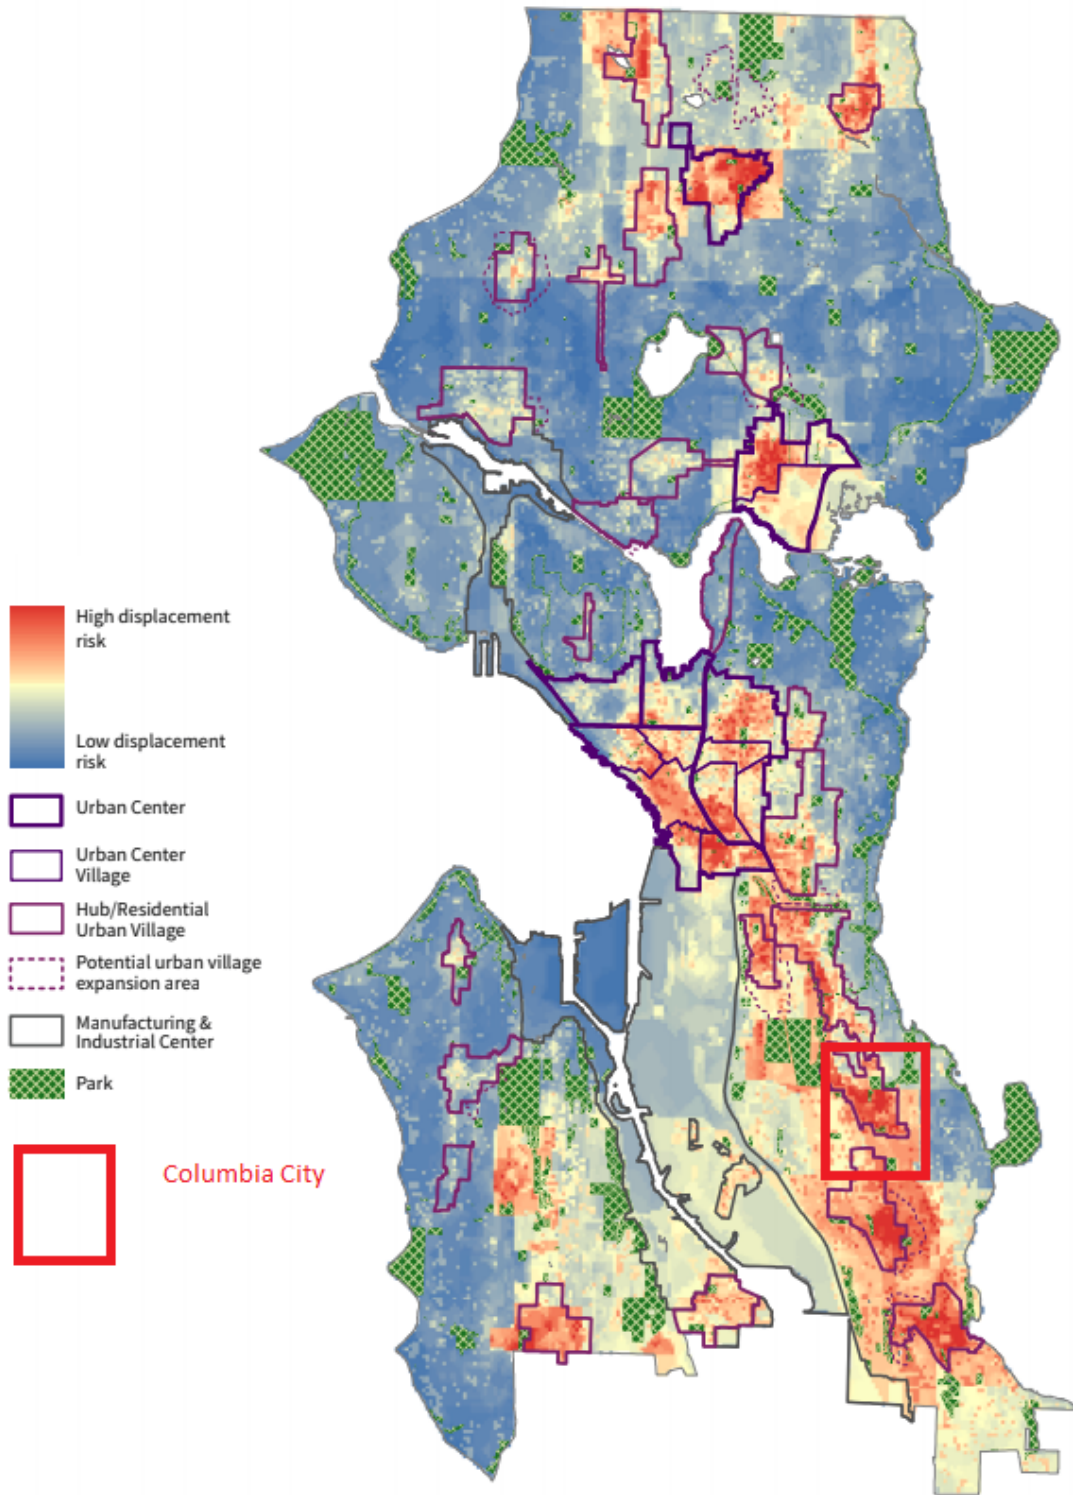 High displacement
risk
Low displacement
risk
Urban Center
Urban Center
Village
Hub/Residential
Urban Village
Potential urban village
expansion area
Manufacturing &
Industrial Center
Park
Columbia City